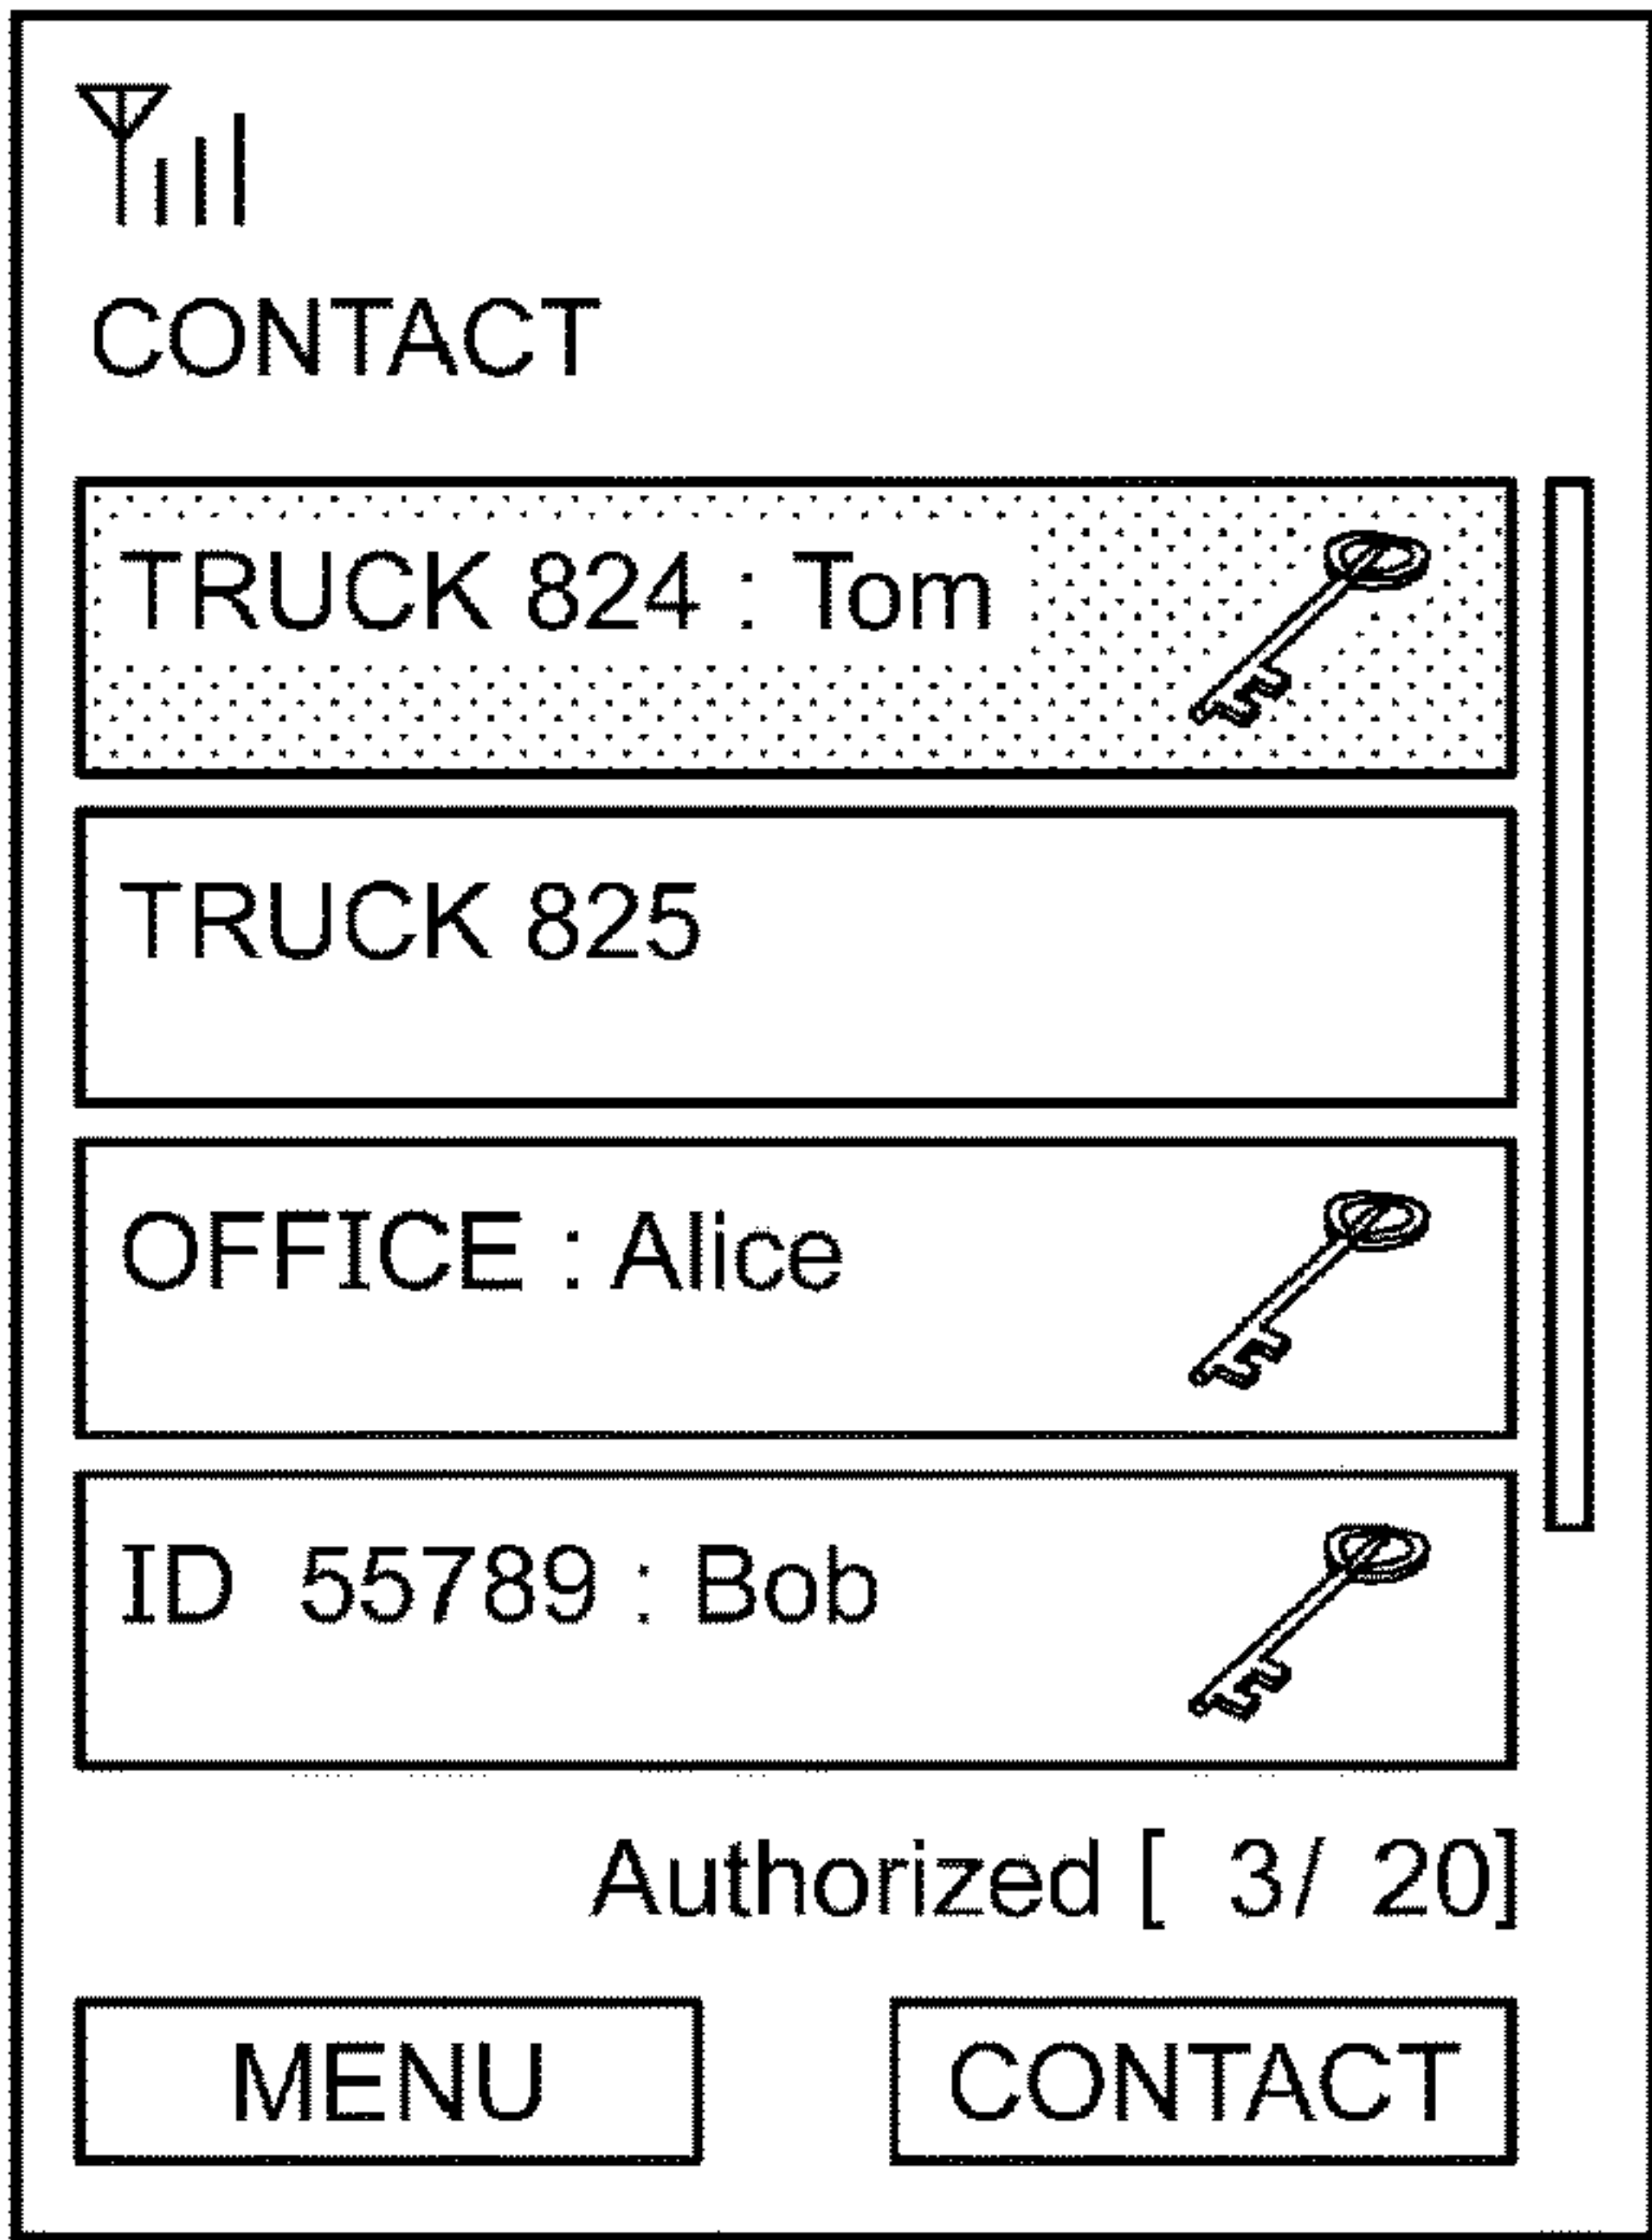 CONTACT
TRUCK 824 : Tom
TRUCK 825
OFFICE : Alice
ID 55789 : Bob
Authorized [ 3/ 20]
MENU
CONTACT